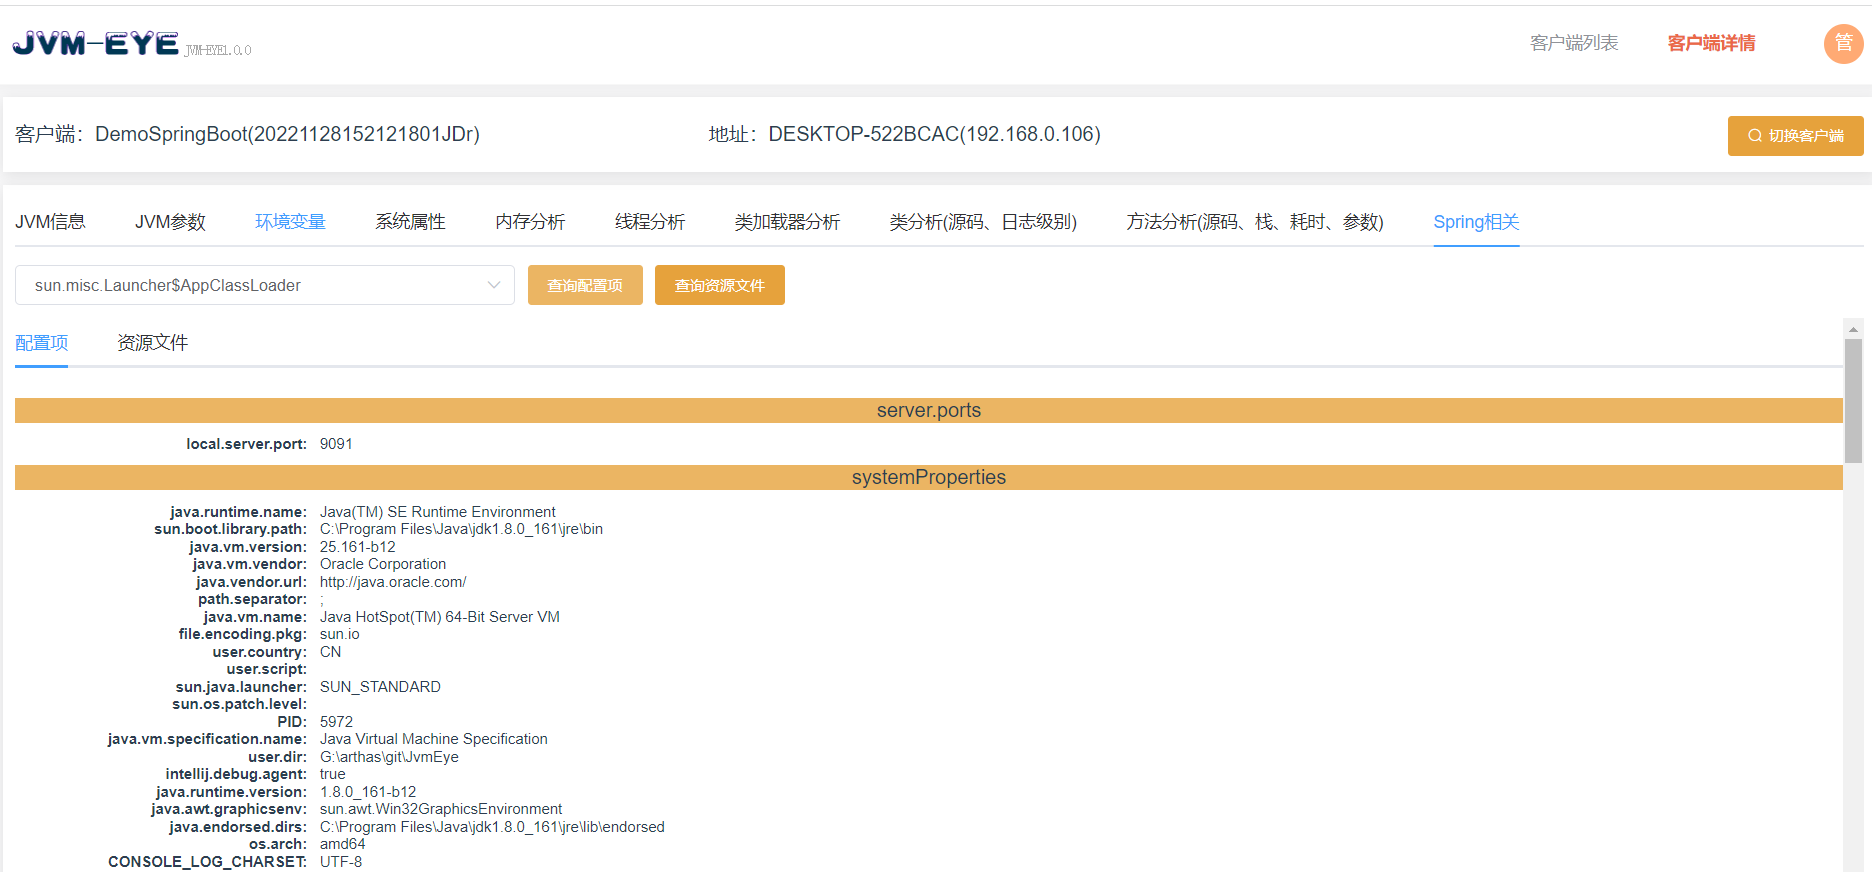 JVM-EYE JVM-EYE1.0.0 客户端列表 客户端详情 管
客户端：DemoSpringBoot(20221128152121801JDr) 地址：DESKTOP-522BCAC(192.168.0.106) 切换客户端
JVM信息 JVM参数 环境变量 系统属性 内存分析 线程分析 类加载器分析 类分析(源码、日志级别) 方法分析(源码、栈、耗时、参数) Spring相关
sun.misc.Launcher$AppClassLoader 查询配置项 查询资源文件
配置项 资源文件
server.ports
local.server.port: 9091
systemProperties
java.runtime.name: Java(TM) SE Runtime Environment
sun.boot.library.path: C:\Program Files\Java\jdk1.8.0_161\jre\bin
java.vm.version: 25.161-b12
java.vm.vendor: Oracle Corporation
java.vendor.url: http://java.oracle.com/
path.separator: ;
java.vm.name: Java HotSpot(TM) 64-Bit Server VM
file.encoding.pkg: sun.io
user.country: CN
user.script:
sun.java.launcher: SUN_STANDARD
sun.os.patch.level:
PID: 5972
java.vm.specification.name: Java Virtual Machine Specification
user.dir: G:\arthas\git\JvmEye
intellij.debug.agent: true
java.runtime.version: 1.8.0_161-b12
java.awt.graphicsenv: sun.awt.Win32GraphicsEnvironment
java.endorsed.dirs: C:\Program Files\Java\jdk1.8.0_161\jre\lib\endorsed
os.arch: amd64
CONSOLE_LOG_CHARSET: UTF-8